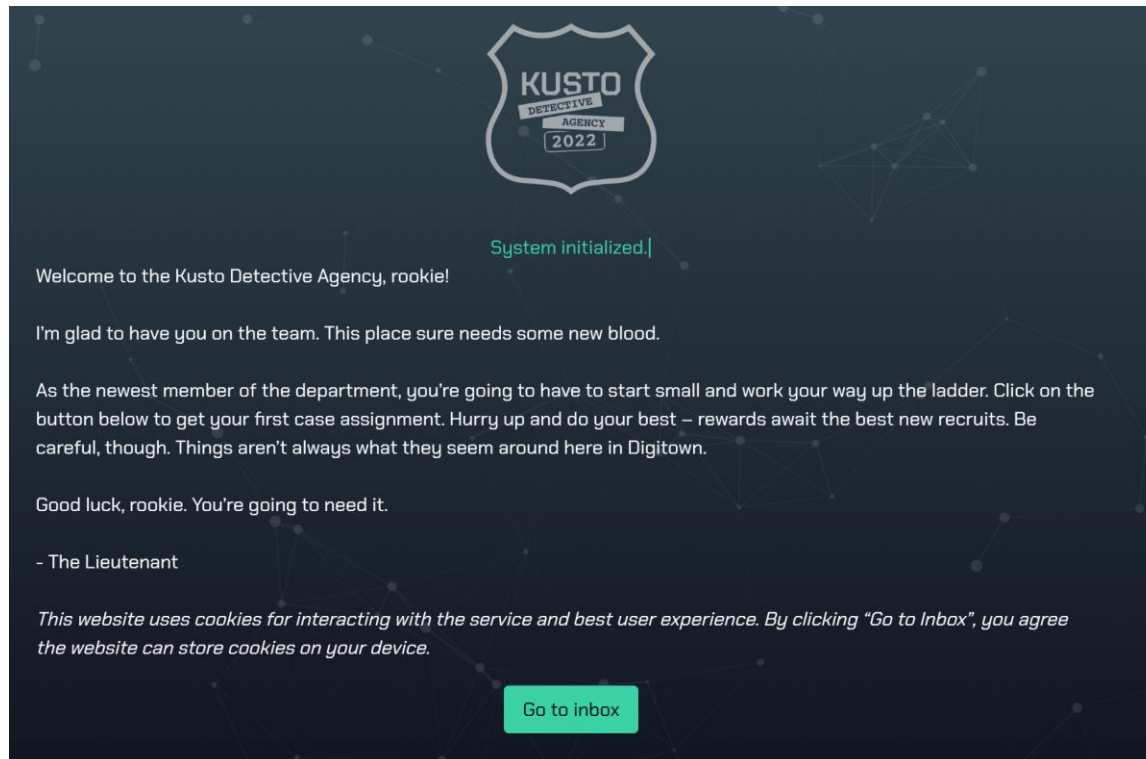 KUSTO
DETECTIVE
AGENCY
2022
System initialized.
Welcome to the Kusto Detective Agency, rookie!
I'm glad to have you on the team. This place sure needs some new blood.
As the newest member of the department, you're going to have to start small and work your way up the ladder. Click on the
button below to get your first case assignment. Hurry up and do your best – rewards await the best new recruits. Be
careful, though. Things aren't always what they seem around here in Digitown.
Good luck, rookie. You're going to need it.
- The Lieutenant
This website uses cookies for interacting with the service and best user experience. By clicking “Go to Inbox”, you agree
the website can store cookies on your device.
Go to inbox